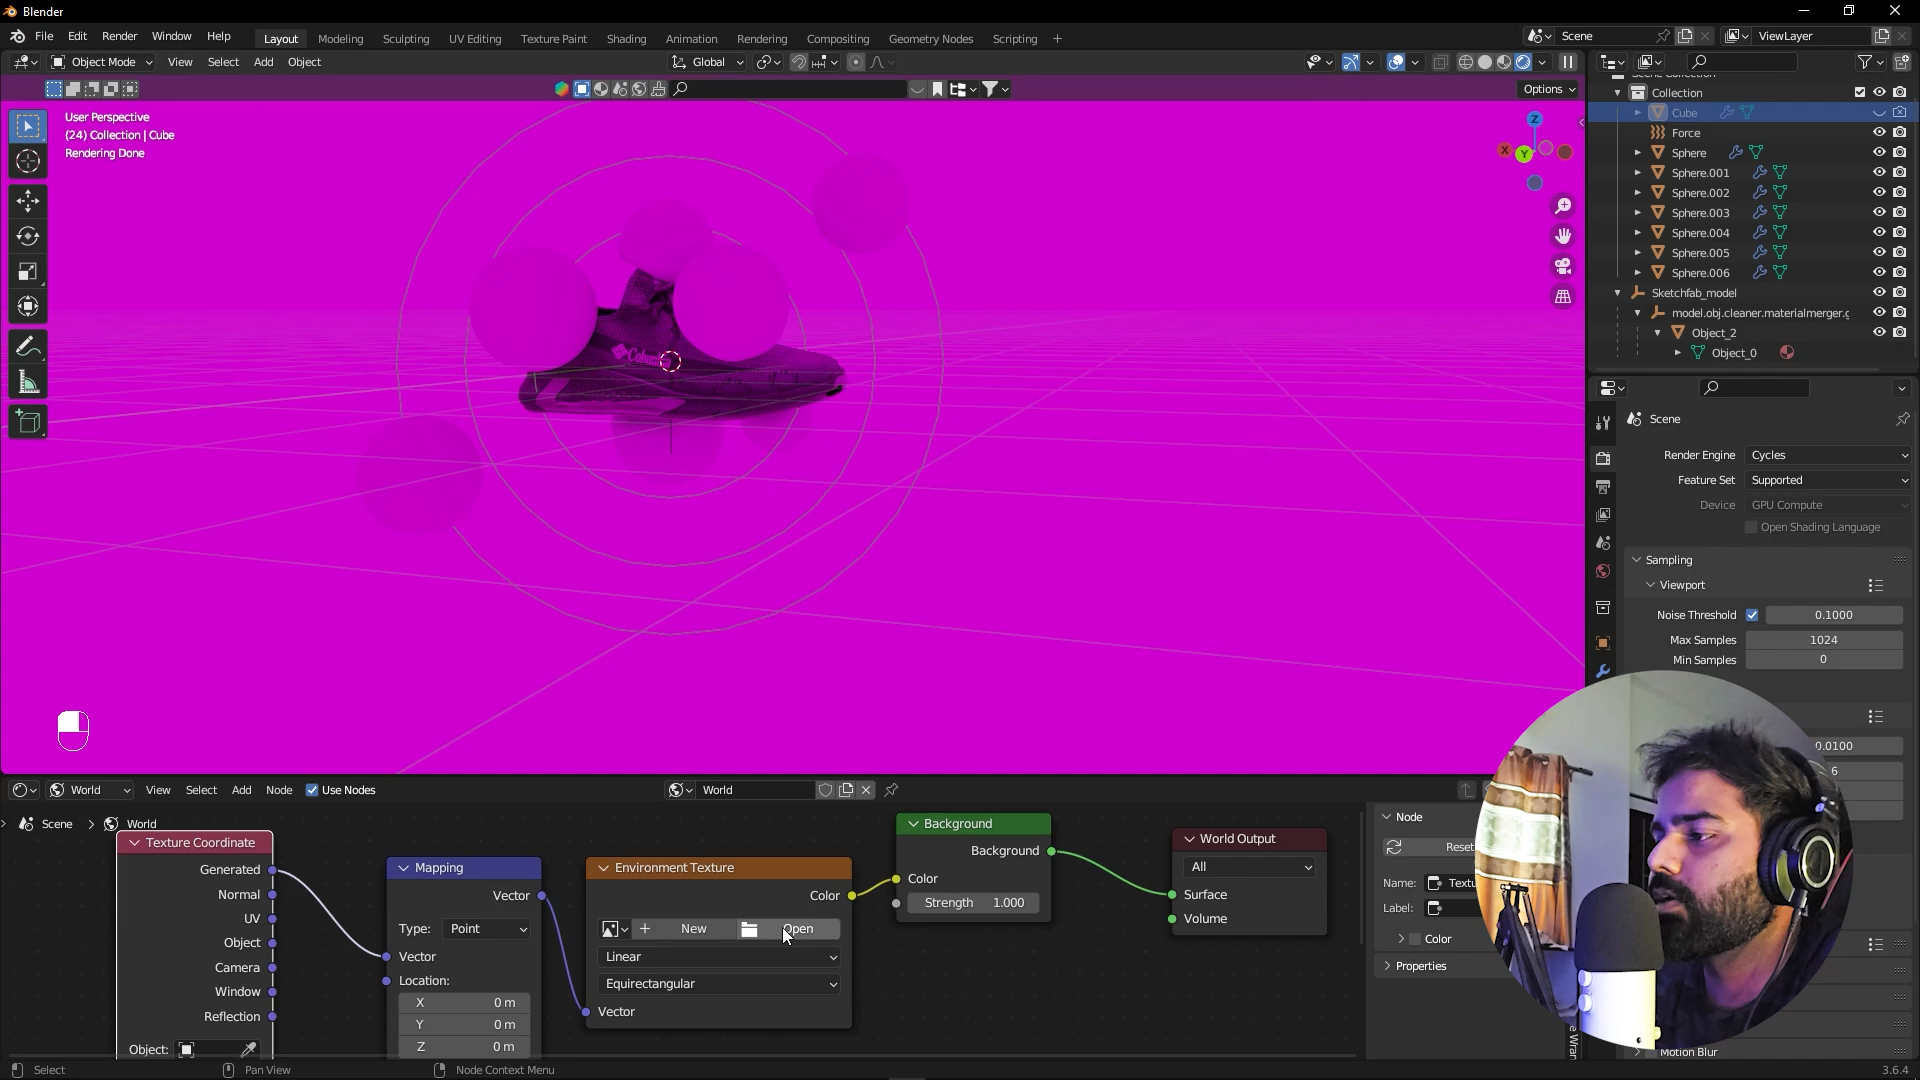 Blender
File Edit Render Window Help
Layout Modeling Sculpting UV Editing Texture Paint Shading Animation Rendering Compositing Geometry Nodes Scripting +
Scene
ViewLayer
Object Mode View Select Add Object
Global
Options
User Perspective
(24) Collection | Cube
Rendering Done
Z
X
Y
Collection
Cube
Force
Sphere
Sphere.001
Sphere.002
Sphere.003
Sphere.004
Sphere.005
Sphere.006
Sketchfab_model
model.obj.cleaner.materialmerger.g
Object_2
Object_0
Scene
Render Engine Cycles
Feature Set Supported
Device GPU Compute
Open Shading Language
Sampling
Viewport
Noise Threshold 0.1000
Max Samples 1024
Min Samples 0
0.0100
6
Motion Blur
World View Select Add Node Use Nodes
World
Scene > World
Texture Coordinate
Generated
Normal
UV
Object
Camera
Window
Reflection
Object:
Mapping
Vector
Type: Point
Vector
Location:
X 0 m
Y 0 m
Z 0 m
Environment Texture
Color
+ New Open
Linear
Equirectangular
Vector
Background
Background
Color
Strength 1.000
World Output
All
Surface
Volume
Node
Reset
Name: Textu
Label:
Color
Properties
Select
Pan View
Node Context Menu
3.6.4